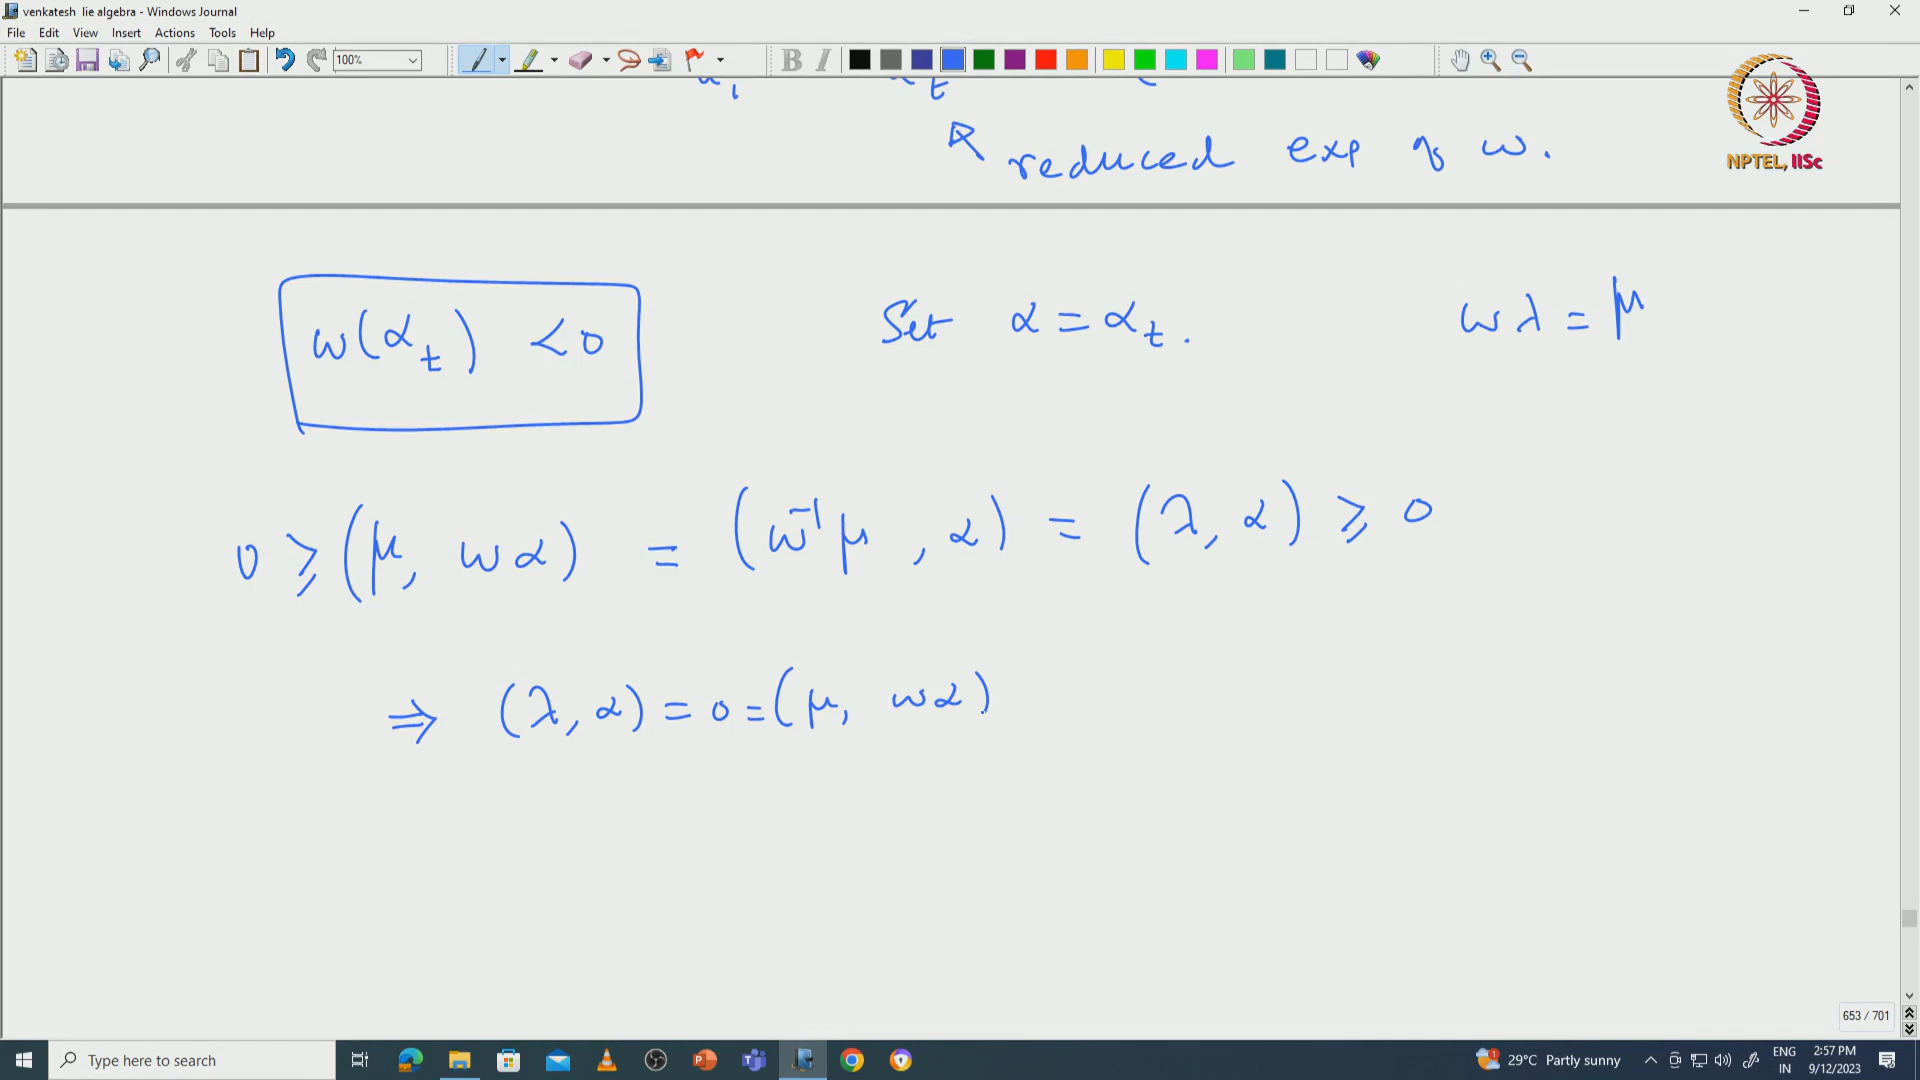 venkatesh lie algebra - Windows Journal
File Edit View Insert Actions Tools Help
100%
B I
NPTEL, IISc
reduced exp of w.
w(α_t) < 0
Set α = α_t.
wλ = μ
0 ≥ (μ, wα) = (w⁻¹μ, α) = (λ, α) ≥ 0
⇒ (λ, α) = 0 = (μ, wα)
653 / 701
Type here to search
29°C Partly sunny
ENG
IN
2:57 PM
9/12/2023